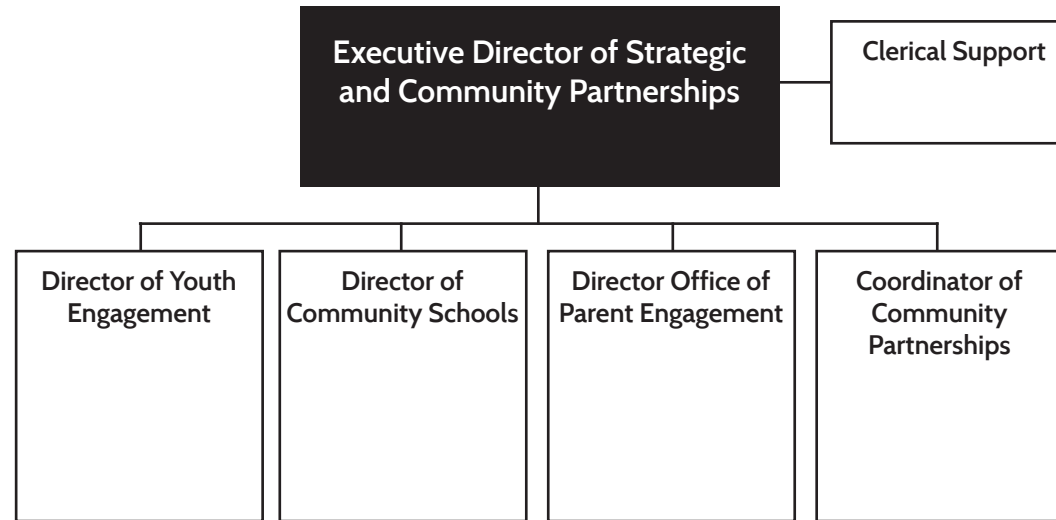 Executive Director of Strategic
and Community Partnerships
Clerical Support
Director of Youth
Engagement
Director of
Community Schools
Director Office of
Parent Engagement
Coordinator of
Community
Partnerships